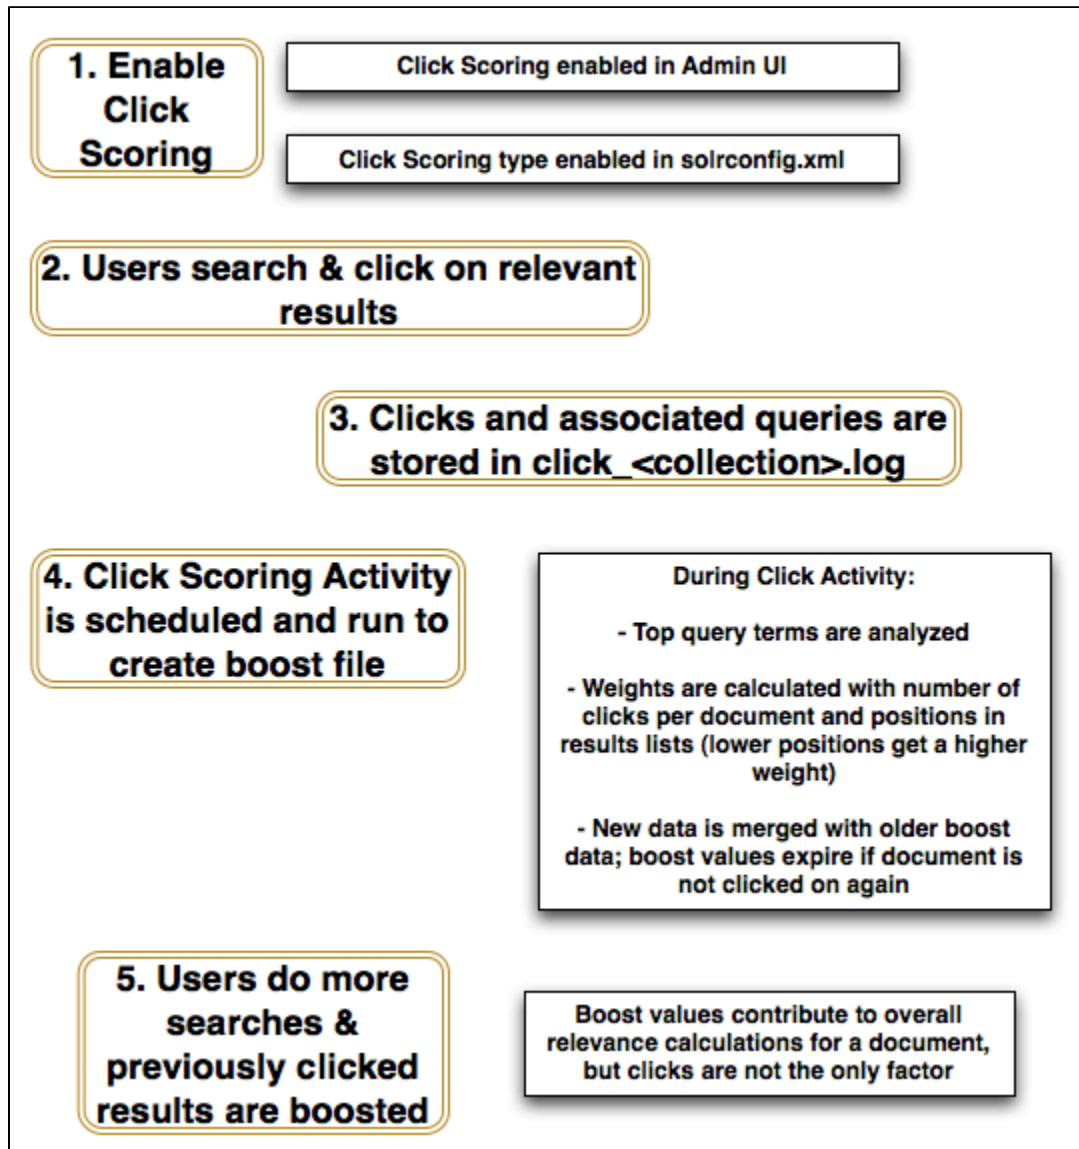 1. Enable
Click
Scoring
Click Scoring enabled in Admin UI
Click Scoring type enabled in solrconfig.xml
2. Users search & click on relevant
results
3. Clicks and associated queries are
stored in click_<collection>.log
4. Click Scoring Activity
is scheduled and run to
create boost file
During Click Activity:
- Top query terms are analyzed
- Weights are calculated with number of
clicks per document and positions in
results lists (lower positions get a higher
weight)
- New data is merged with older boost
data; boost values expire if document is
not clicked on again
5. Users do more
searches &
previously clicked
results are boosted
Boost values contribute to overall
relevance calculations for a document,
but clicks are not the only factor